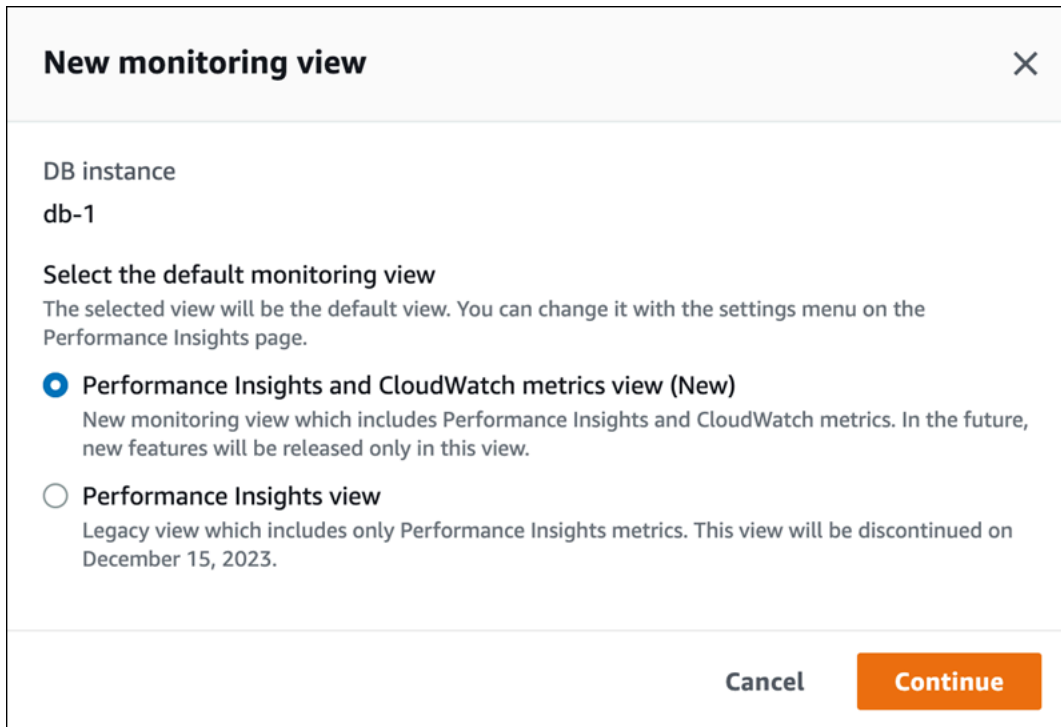 New monitoring view
DB instance
db-1
Select the default monitoring view
The selected view will be the default view. You can change it with the settings menu on the
Performance Insights page.
Performance Insights and CloudWatch metrics view (New)
New monitoring view which includes Performance Insights and CloudWatch metrics. In the future,
new features will be released only in this view.
Performance Insights view
Legacy view which includes only Performance Insights metrics. This view will be discontinued on
December 15, 2023.
Cancel
Continue